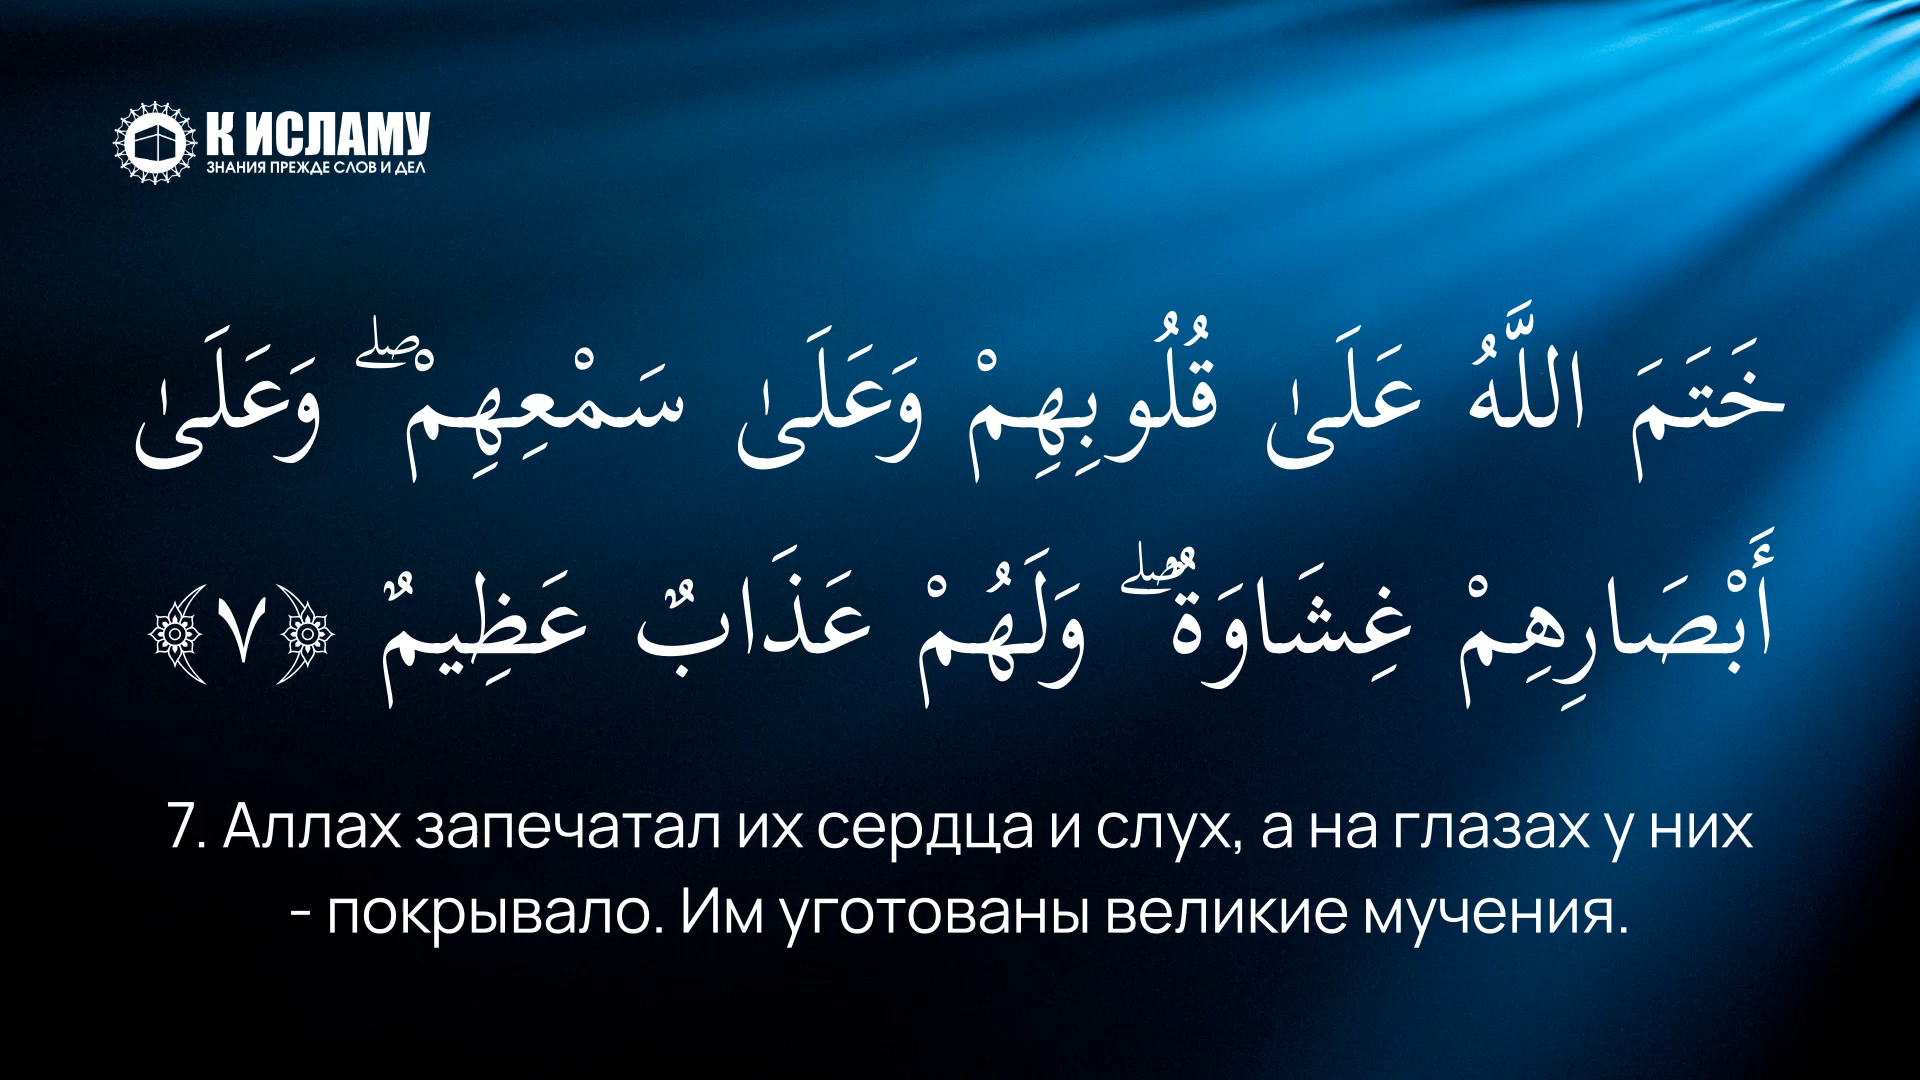 К ИСЛАМУ
ЗНАНИЯ ПРЕЖДЕ СЛОВ И ДЕЛ
خَتَمَ اللَّهُ عَلَىٰ قُلُوبِهِمْ وَعَلَىٰ سَمْعِهِمْ ۖ وَعَلَىٰ
أَبْصَارِهِمْ غِشَاوَةٌ ۖ وَلَهُمْ عَذَابٌ عَظِيمٌ ﴿٧﴾
7. Аллах запечатал их сердца и слух, а на глазах у них
- покрывало. Им уготованы великие мучения.